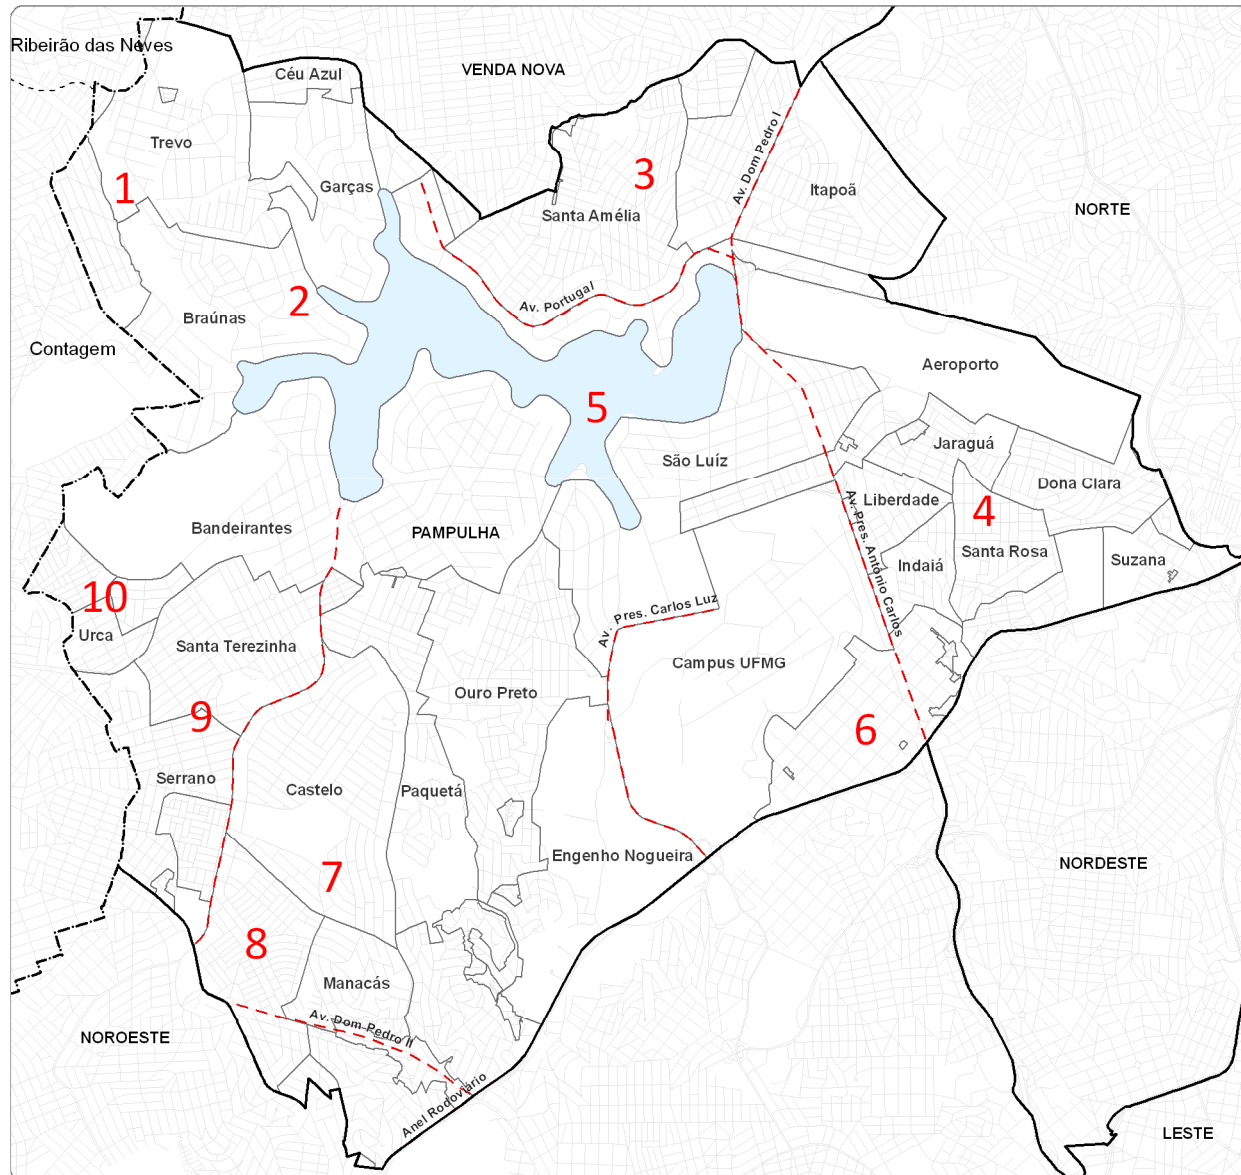 Ribeirão das Neves
Céu Azul
VENDA NOVA
Trevo
1
Garças
3
Santa Amélia
Av. Dom Pedro I
Itapoã
NORTE
2
Braúnas
Av. Portugal
Contagem
Aeroporto
5
São Luíz
Jaraguá
Dona Clara
Liberdade
4
Bandeirantes
PAMPULHA
Av. Pres. Antônio Carlos
Indaiá
Santa Rosa
Suzana
10
Urca
Santa Terezinha
Av. Pres. Carlos Luz
Campus UFMG
Ouro Preto
9
6
Serrano
Castelo
Paquetá
7
Engenho Nogueira
NORDESTE
8
Manacás
Av. Dom Pedro II
NOROESTE
Anel Rodoviário
LESTE